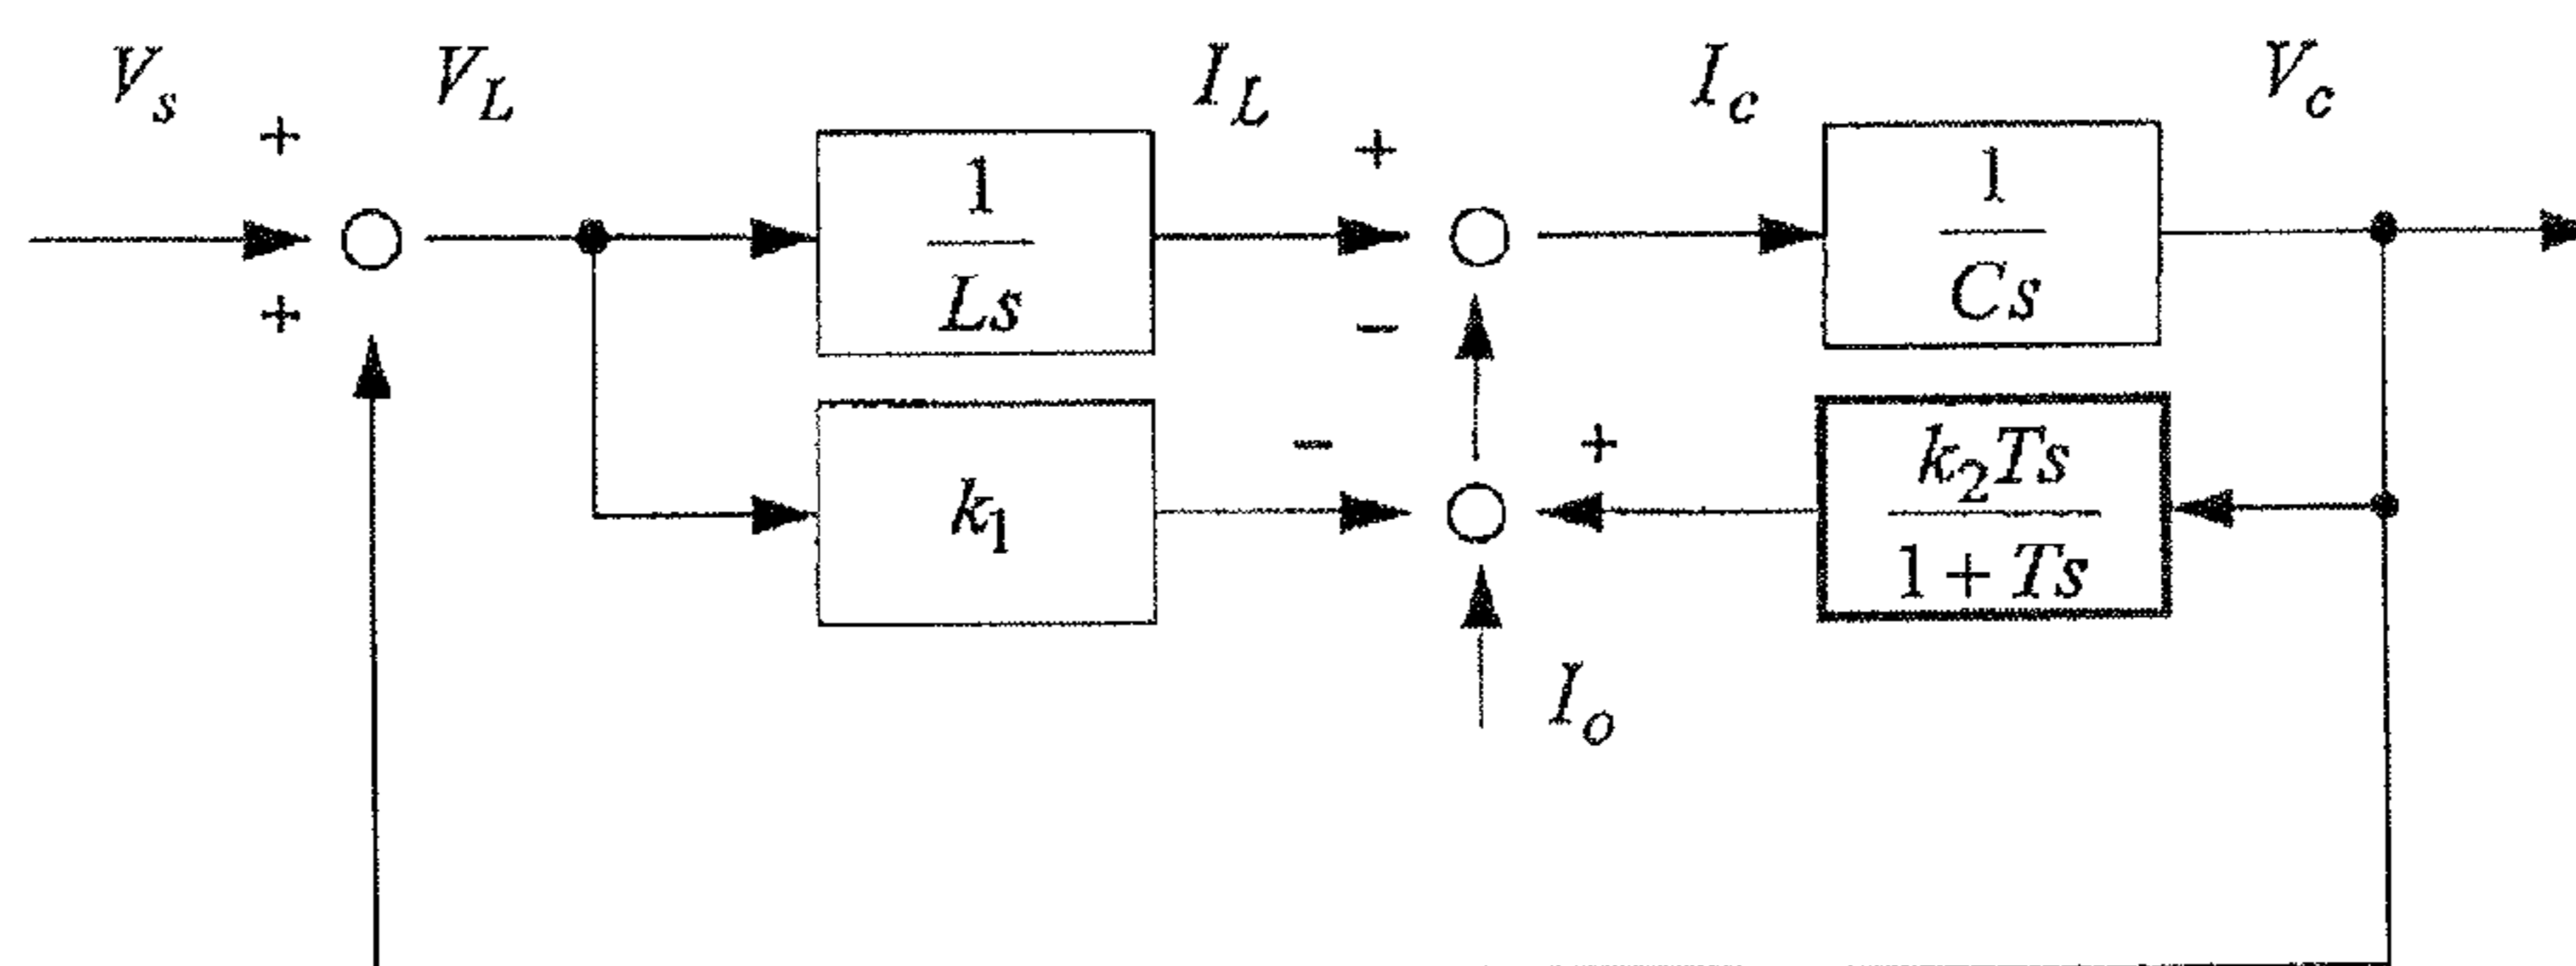 V_s V_L I_L I_c V_c
+ +
1/Ls 1/Cs
+ −
− +
k_1 k_2Ts/1+Ts
I_o